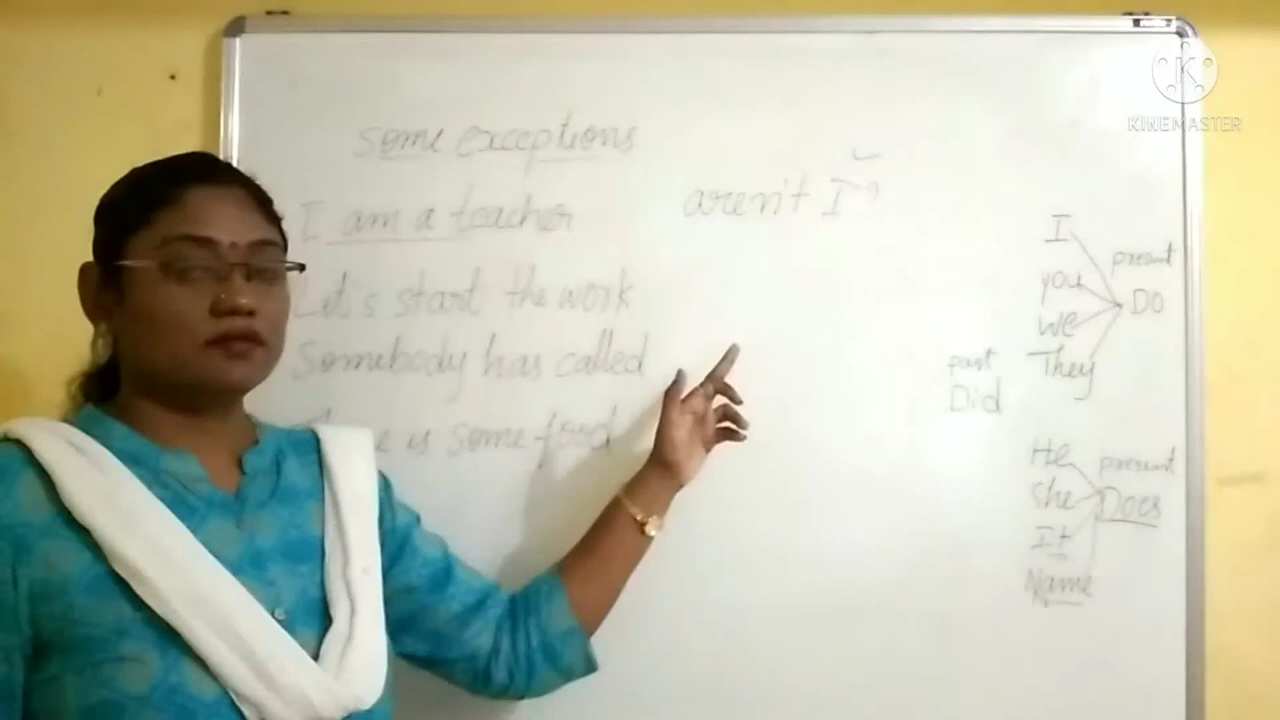 some exceptions
I am a teacher
aren't I?
Let's start the work
Somebody has called
is some food
I
you
we
They
present
DO
past
Did
He
She
It
Name
present
Does
K
KINEMASTER